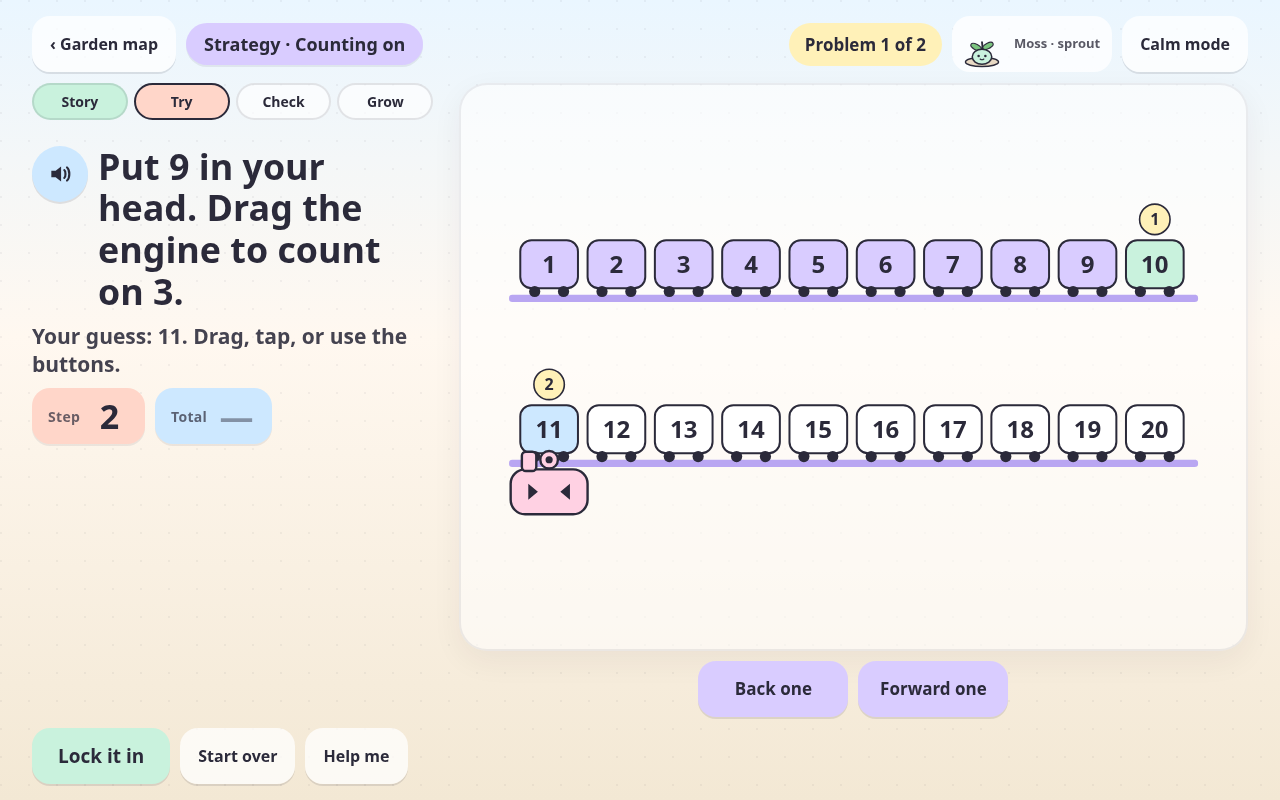 ‹ Garden map
Strategy · Counting on
Problem 1 of 2
Moss · sprout
Calm mode
Story
Try
Check
Grow
Put 9 in your
head. Drag the
engine to count
on 3.
Your guess: 11. Drag, tap, or use the
buttons.
Step 2
Total —
1
1 2 3 4 5 6 7 8 9 10
2
11 12 13 14 15 16 17 18 19 20
Back one
Forward one
Lock it in
Start over
Help me